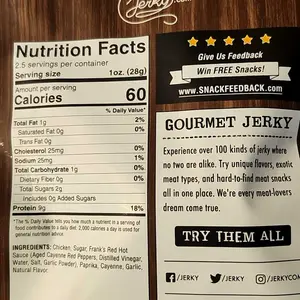 Jerky.com
Nutrition Facts
2.5 servings per container
Serving size 1oz. (28g)
Amount per serving
Calories 60
% Daily Value*
Total Fat 1g 2%
Saturated Fat 0g 0%
Trans Fat 0g
Cholesterol 25mg 0%
Sodium 25mg 1%
Total Carbohydrate 1g 0%
Dietary Fiber 0g 0%
Total Sugars 2g
Includes 0g Added Sugars
Protein 9g 18%
*The % Daily Value tells you how much a nutrient in a serving of
food contributes to a daily diet. 2,000 calories a day is used for
general nutrition advice.
INGREDIENTS: Chicken, Sugar, Frank's Red Hot
Sauce (Aged Cayenne Red Peppers, Distilled Vinegar,
Water, Salt, Garlic Powder), Paprika, Cayenne, Garlic,
Natural Flavor.
Give Us Feedback
Win FREE Snacks!
www.SNACKFEEDBACK.com
GOURMET JERKY
Experience over 100 kinds of jerky where
no two are alike. Try unique flavors, exotic
meat types, and hard-to-find meat snacks
all in one place. We're every meat-lovers
dream come true.
TRY THEM ALL
/JERKY /JERKY /JERKYCOM